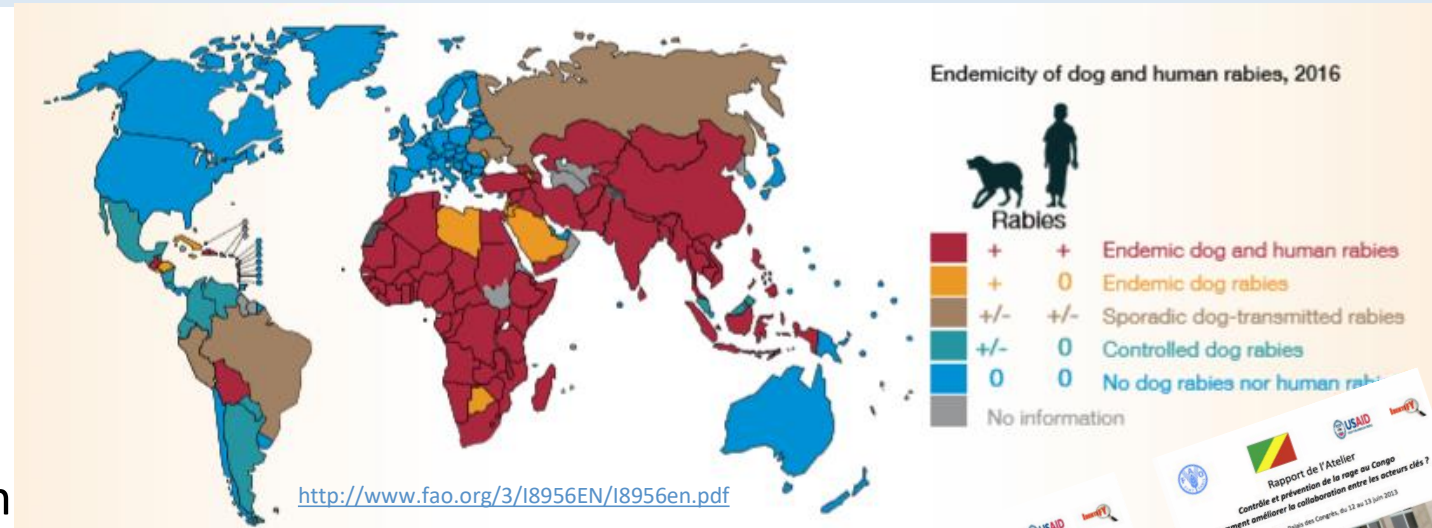 Endemicity of dog and human rabies, 2016
Rabies
+ + Endemic dog and human rabies
+ 0 Endemic dog rabies
+/- +/- Sporadic dog-transmitted rabies
+/- 0 Controlled dog rabies
0 0 No dog rabies nor human
No information
http://www.fao.org/3/I8956EN/I8956en.pdf
USAID
Rapport de l'Atelier
Contrôle et prévention de la rage au Congo
améliorer la collaboration entre les acteurs clés ?
des Congrès, du 12 au 13 juin 2013
USAID